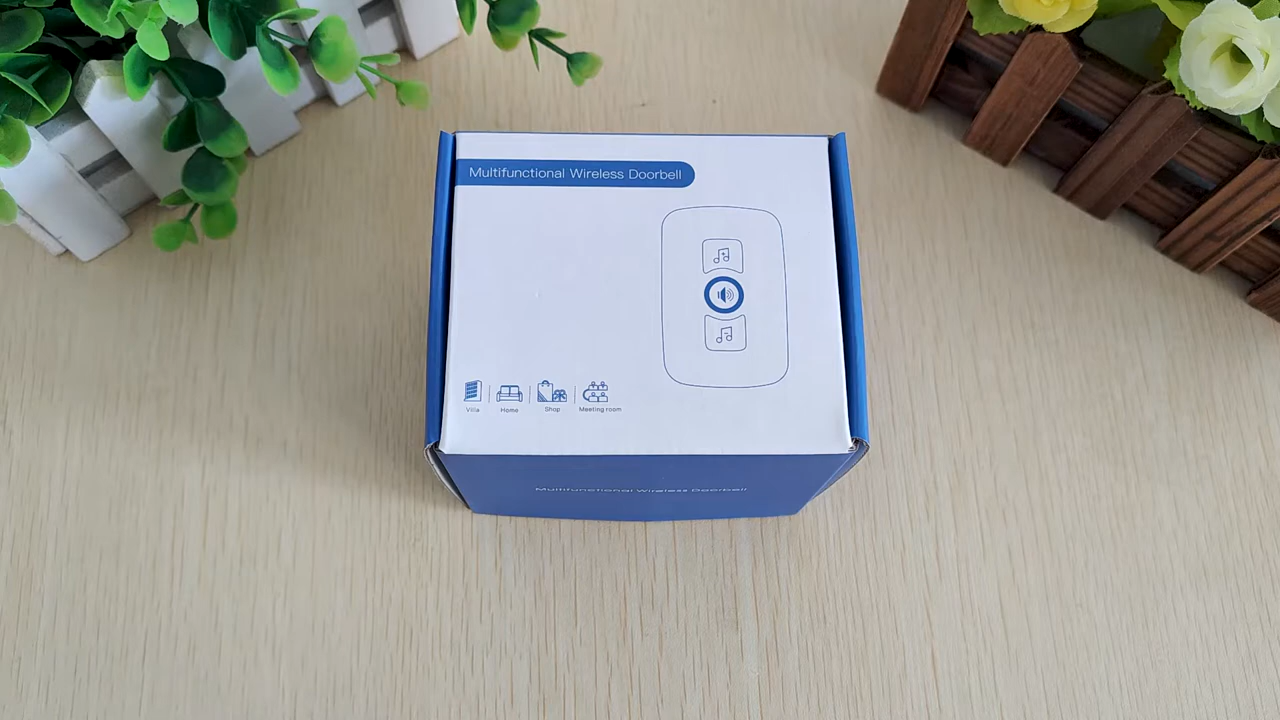 Multifunctional Wireless Doorbell
Villa
Home
Shop
Meeting room
Multifunctional Wireless Doorbell